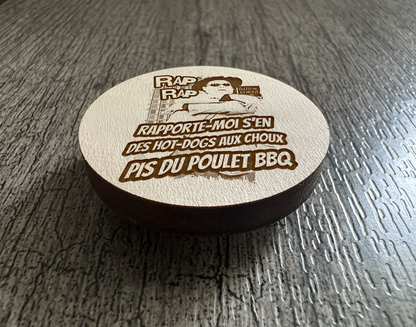 RAP
RAP
RAPPORTE-MOI S'EN
DES HOT-DOGS AUX CHOUX
PIS DU POULET BBQ